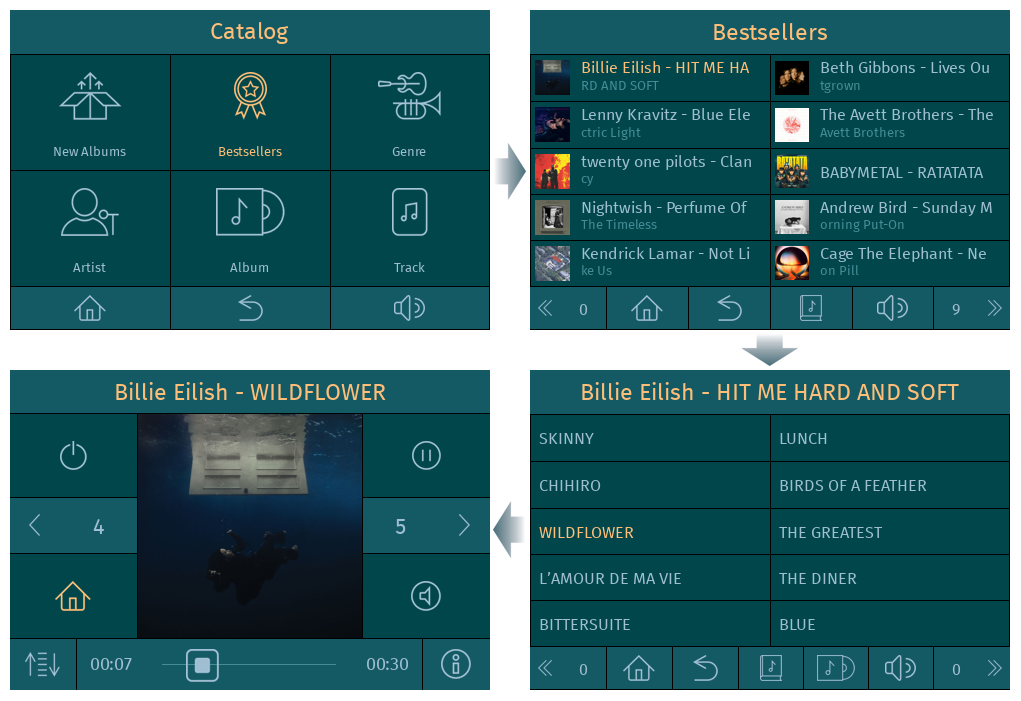 Catalog
New Albums
Bestsellers
Genre
Artist
Album
Track
Bestsellers
Billie Eilish - HIT ME HA
RD AND SOFT
Beth Gibbons - Lives Ou
tgrown
Lenny Kravitz - Blue Ele
ctric Light
The Avett Brothers - The
Avett Brothers
twenty one pilots - Clan
cy
BABYMETAL - RATATATA
Nightwish - Perfume Of
The Timeless
Andrew Bird - Sunday M
orning Put-On
Kendrick Lamar - Not Li
ke Us
Cage The Elephant - Ne
on Pill
0
9
Billie Eilish - WILDFLOWER
4
5
00:07
00:30
Billie Eilish - HIT ME HARD AND SOFT
SKINNY
LUNCH
CHIHIRO
BIRDS OF A FEATHER
WILDFLOWER
THE GREATEST
L’AMOUR DE MA VIE
THE DINER
BITTERSUITE
BLUE
0
0